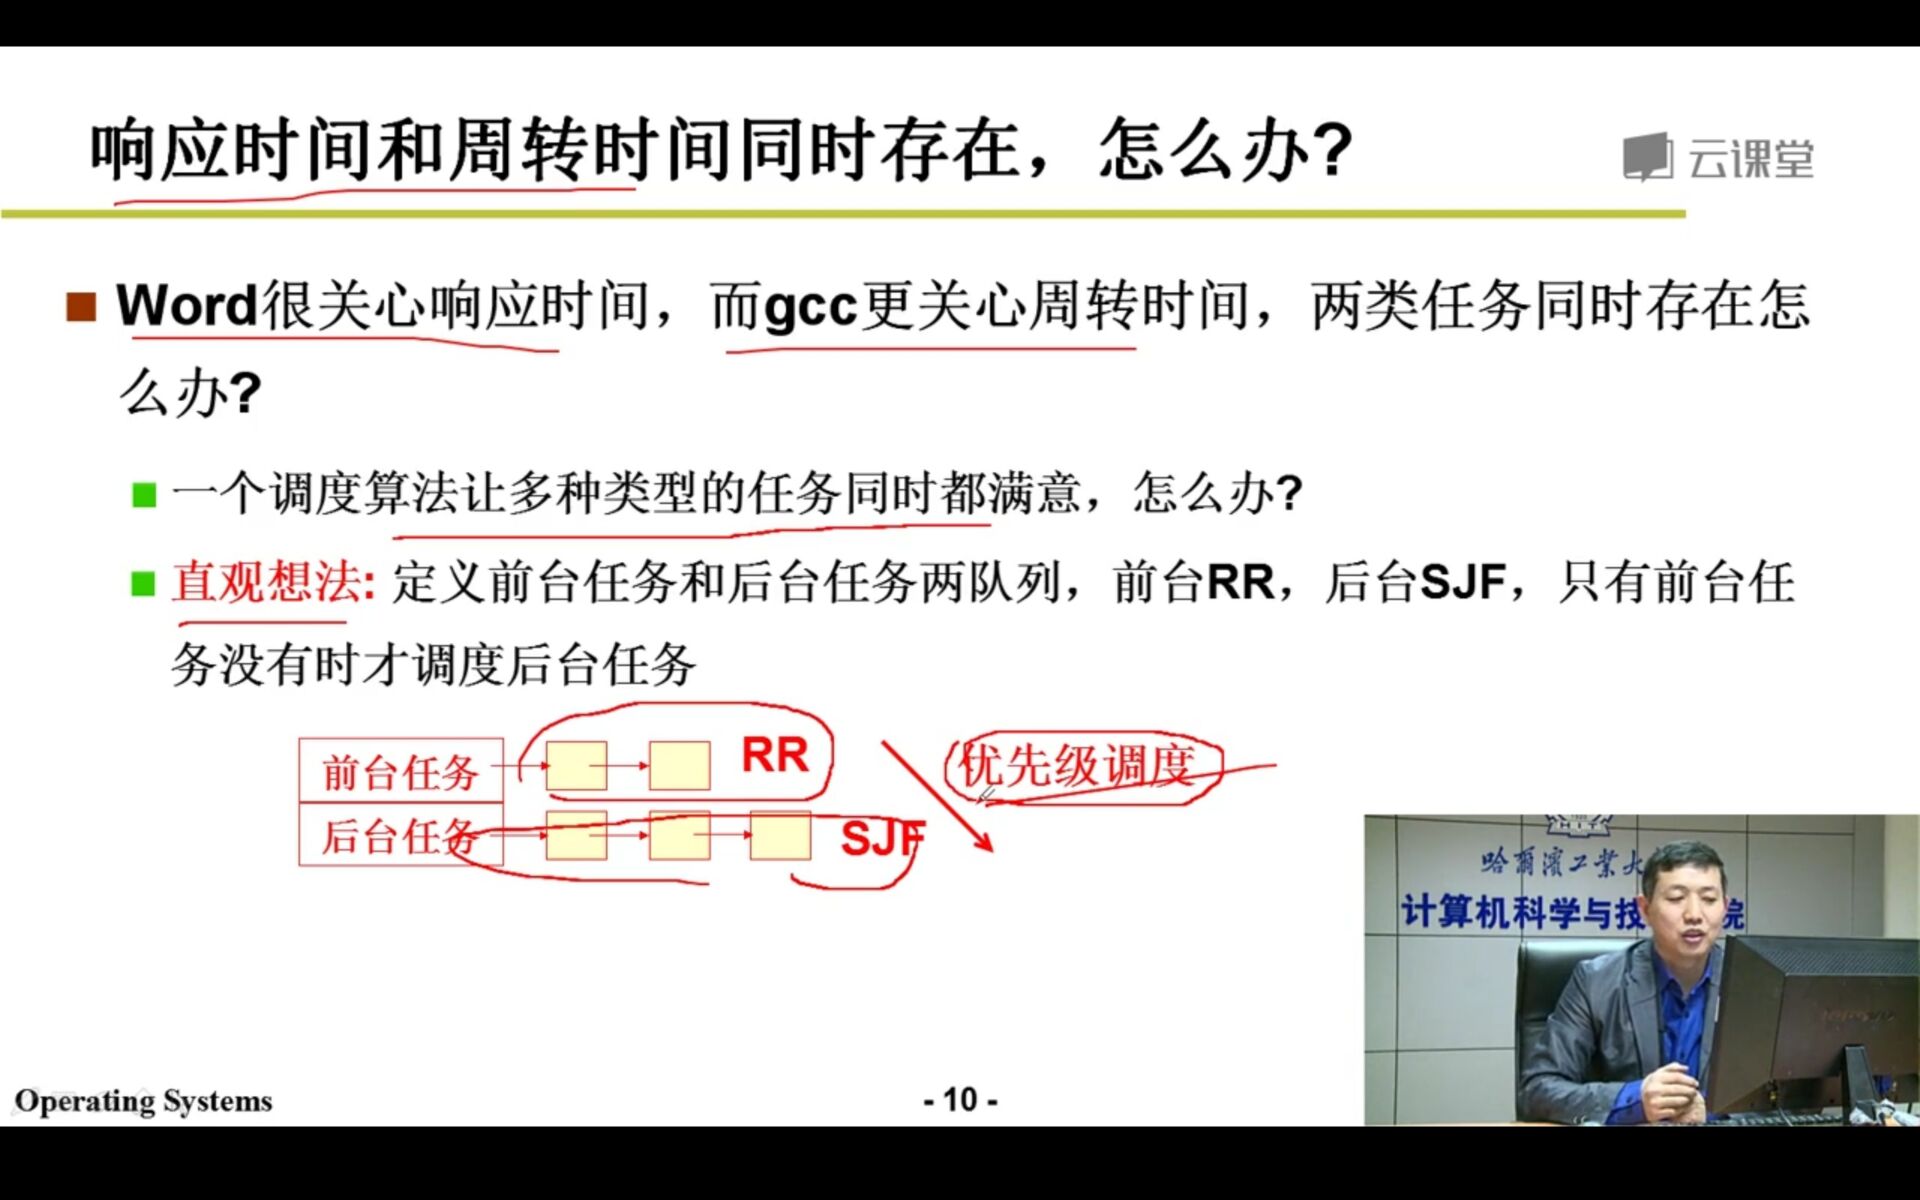 响应时间和周转时间同时存在，怎么办?
云课堂
Word很关心响应时间，而gcc更关心周转时间，两类任务同时存在怎
么办?
一个调度算法让多种类型的任务同时都满意，怎么办?
直观想法: 定义前台任务和后台任务两队列，前台RR，后台SJF，只有前台任
务没有时才调度后台任务
前台任务
RR
优先级调度
后台任务
SJF
哈爾濱工業大
计算机科学与技
院
Operating Systems
- 10 -